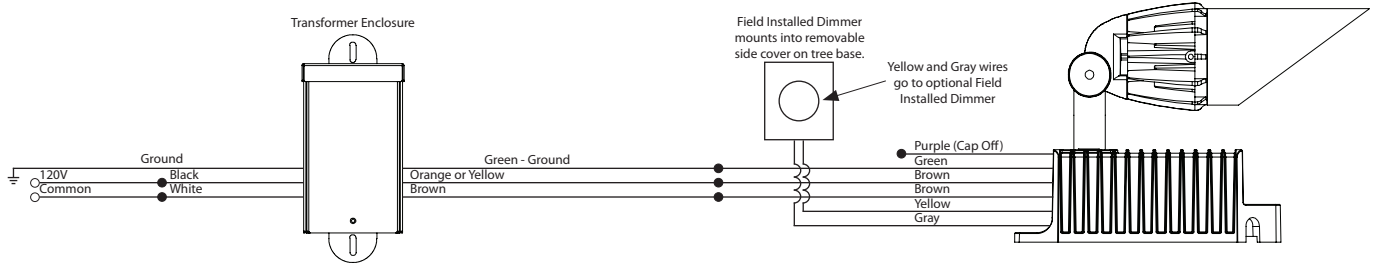 Transformer Enclosure
Field Installed Dimmer
mounts into removable
side cover on tree base.
Yellow and Gray wires
go to optional Field
Installed Dimmer
Ground
120V
Black
Common
White
Green - Ground
Orange or Yellow
Brown
Purple (Cap Off)
Green
Brown
Brown
Yellow
Gray